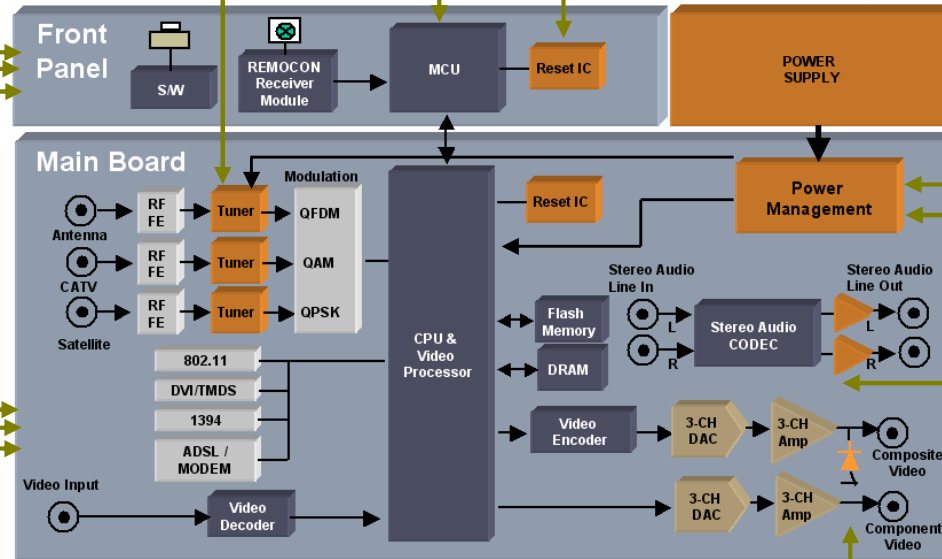 Front
Panel
S/W
REMOCON
Receiver
Module
MCU
Reset IC
POWER
SUPPLY
Main Board
Modulation
Antenna
RF
FE
Tuner
QFDM
CATV
RF
FE
Tuner
QAM
Satellite
RF
FE
Tuner
QPSK
802.11
DVI/TMDS
1394
ADSL /
MODEM
Video Input
Video
Decoder
CPU &
Video
Processor
Reset IC
Power
Management
Flash
Memory
DRAM
Stereo Audio
Line In
L
R
Stereo Audio
CODEC
Stereo Audio
Line Out
L
R
Video
Encoder
3-CH
DAC
3-CH
Amp
Composite
Video
3-CH
DAC
3-CH
Amp
Component
Video